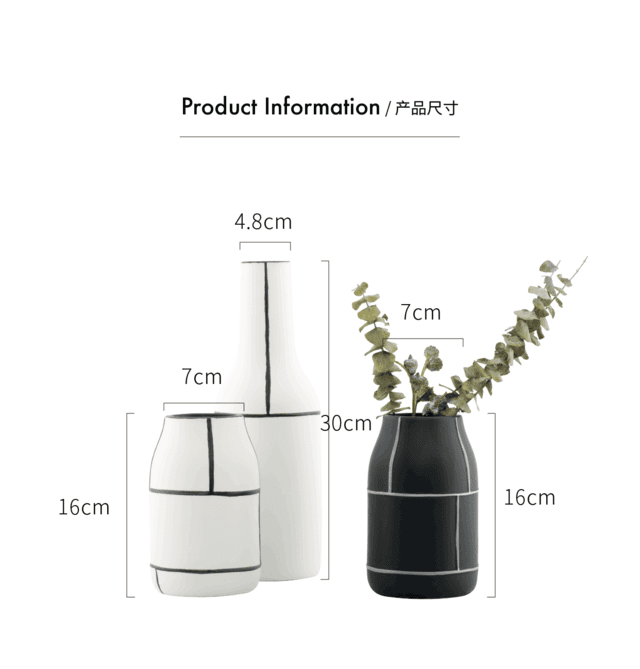 Product Information / 产品尺寸
4.8cm
7cm
7cm
30cm
16cm
16cm